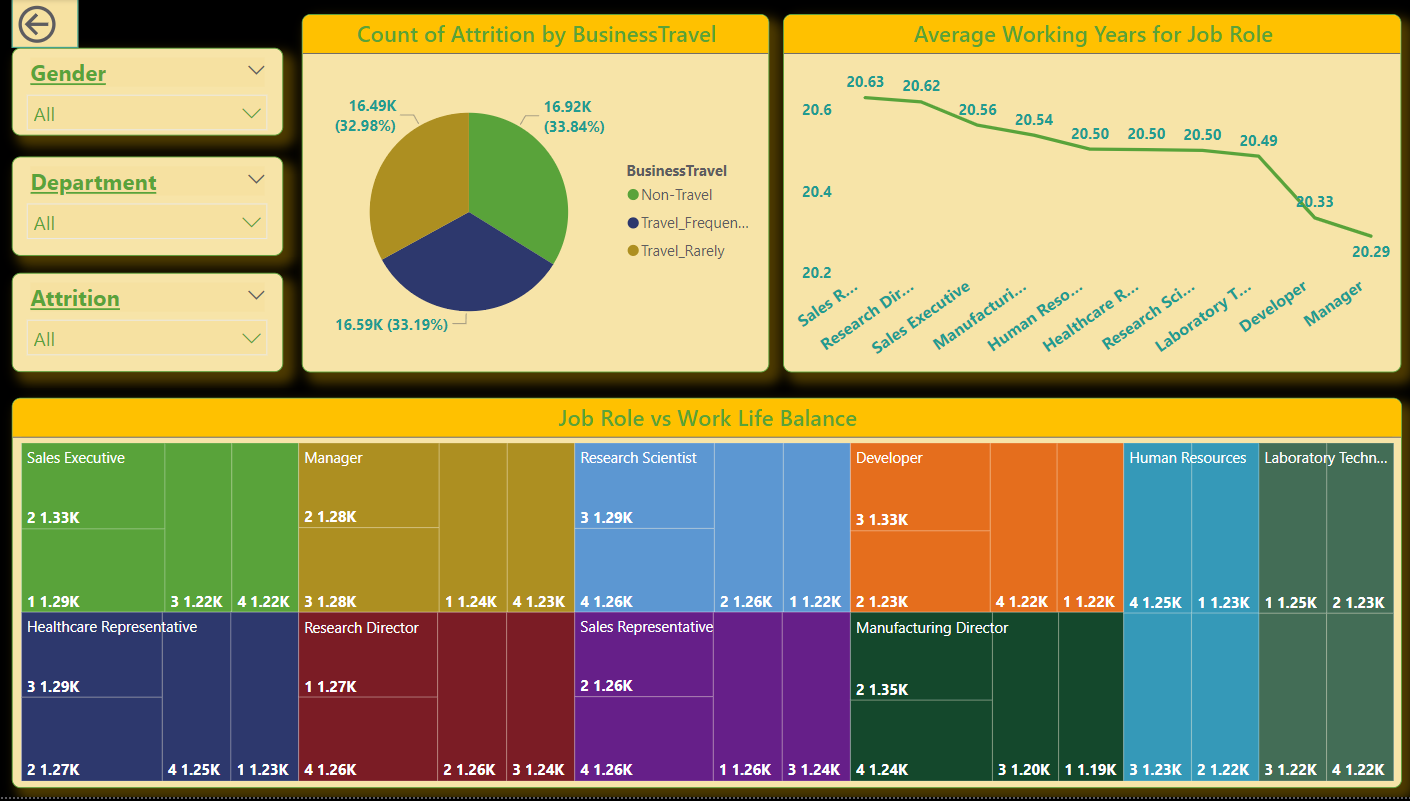 Gender
All
Department
All
Attrition
All
Count of Attrition by BusinessTravel
16.49K
(32.98%)
16.92K
(33.84%)
16.59K (33.19%)
BusinessTravel
Non-Travel
Travel_Frequen...
Travel_Rarely
Average Working Years for Job Role
20.6
20.4
20.2
20.63
20.62
20.56
20.54
20.50
20.50
20.50
20.49
20.33
20.29
Sales R...
Research Dir...
Sales Executive
Manufacturi...
Human Reso...
Healthcare R...
Research Sci...
Laboratory T...
Developer
Manager
Job Role vs Work Life Balance
Sales Executive
2 1.33K
1 1.29K
3 1.22K
4 1.22K
Manager
2 1.28K
3 1.28K
1 1.24K
4 1.23K
Research Scientist
3 1.29K
4 1.26K
2 1.26K
1 1.22K
Developer
3 1.33K
2 1.23K
4 1.22K
1 1.22K
Human Resources
4 1.25K
1 1.23K
3 1.23K
2 1.22K
Laboratory Techn...
1 1.25K
2 1.23K
3 1.22K
4 1.22K
Healthcare Representative
3 1.29K
2 1.27K
4 1.25K
1 1.23K
Research Director
1 1.27K
4 1.26K
2 1.26K
3 1.24K
Sales Representative
2 1.26K
4 1.26K
1 1.26K
3 1.24K
Manufacturing Director
2 1.35K
4 1.24K
3 1.20K
1 1.19K